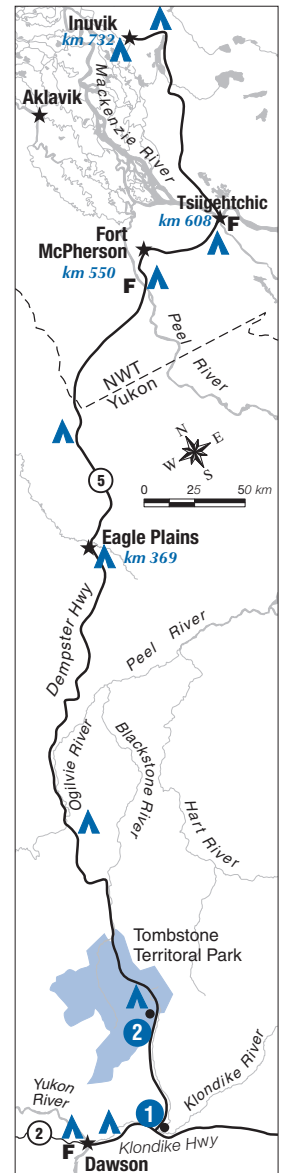 Inuvik
km 732
Aklavik
Mackenzie River
Tsiigehtchic
km 608
F
Fort
McPherson
km 550
F
NWT
Yukon
Peel
River
N
E
W
S
5
0 25 50 km
Eagle Plains
km 369
Dempster Hwy
Peel River
Ogilvie River
Blackstone River
Hart River
Tombstone
Territoral Park
2
Klondike River
Yukon
River
1
2
Klondike Hwy
F
Dawson